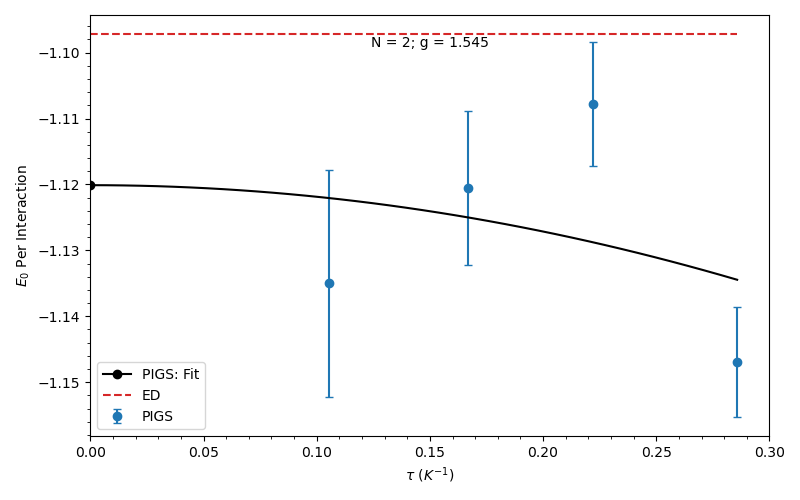 N = 2; g = 1.545
−1.10
−1.11
−1.12
−1.13
−1.14
−1.15
E₀ Per Interaction
PIGS: Fit
ED
PIGS
0.00 0.05 0.10 0.15 0.20 0.25 0.30
τ (K⁻¹)